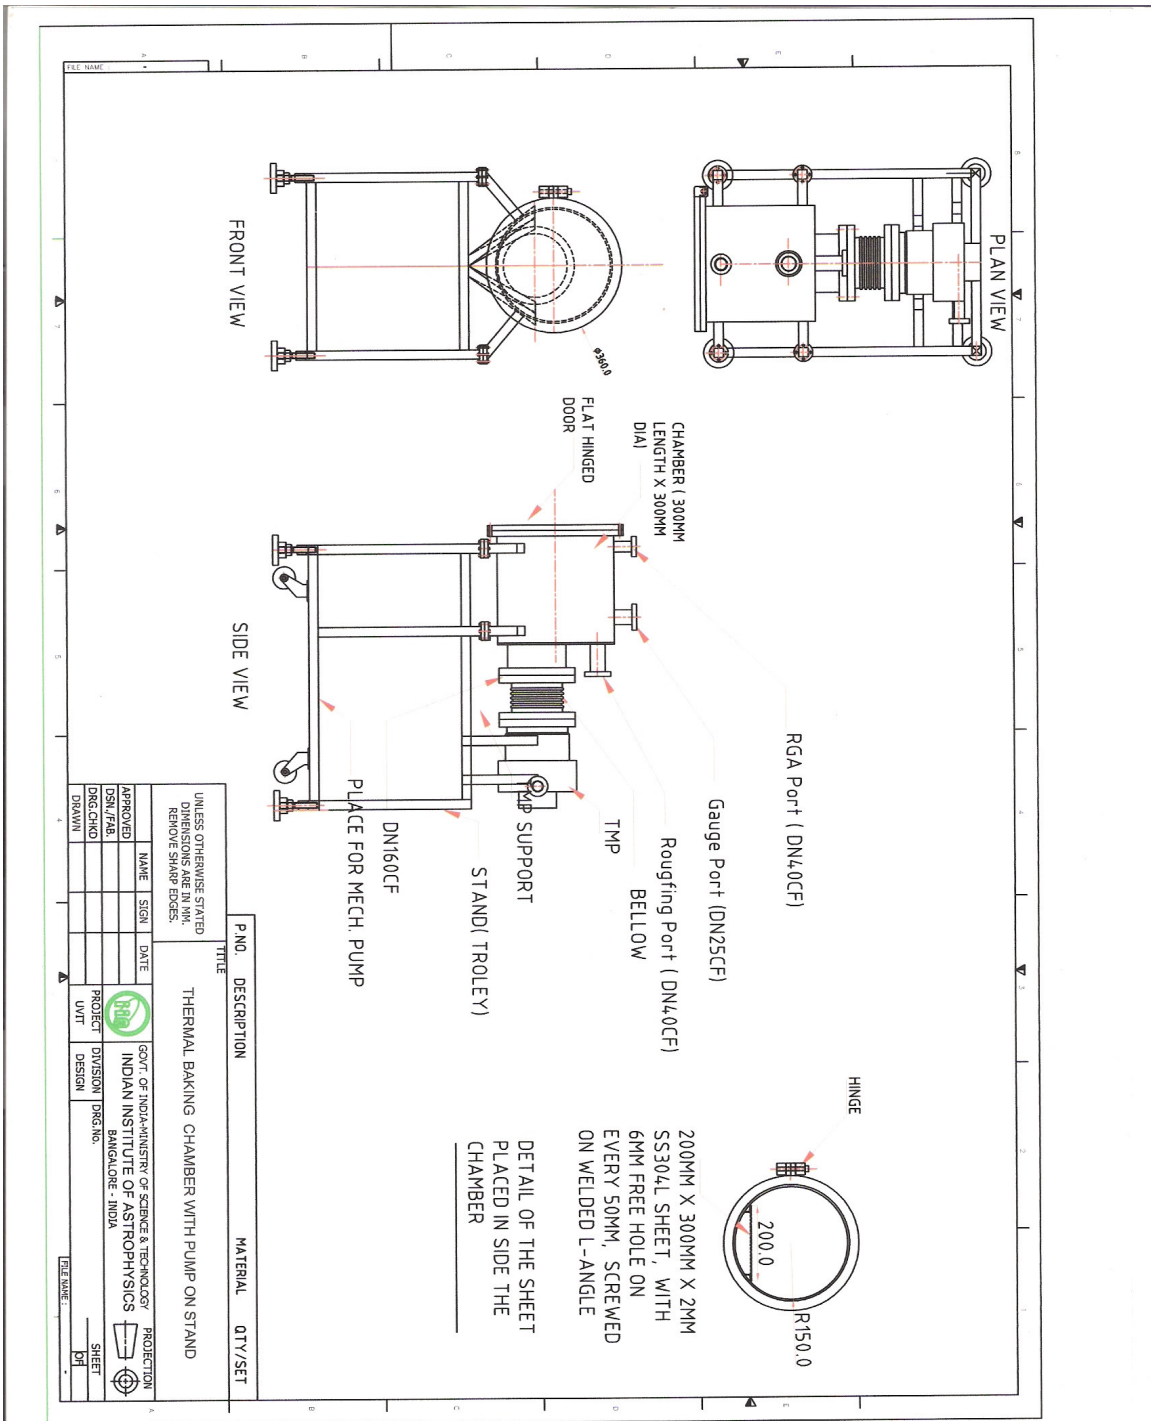 FILE NAME :
PLAN VIEW
FRONT VIEW
ø360.0
CHAMBER ( 300MM
LENGTH X 300MM
DIA)
FLAT HINGED
DOOR
SIDE VIEW
RGA Port ( DN40CF)
Gauge Port (DN25CF)
Rougfing Port ( DN40CF)
BELLOW
TMP
MP SUPPORT
STAND( TROLEY)
DN160CF
PLACE FOR MECH. PUMP
HINGE
R150.0
200.0
200MM X 300MM X 2MM
SS304L SHEET, WITH
6MM FREE HOLE ON
EVERY 50MM, SCREWED
ON WELDED L-ANGLE
DETAIL OF THE SHEET
PLACED IN SIDE THE
CHAMBER
P.NO. DESCRIPTION MATERIAL QTY/SET
UNLESS OTHERWISE STATED
DIMENSIONS ARE IN MM.
REMOVE SHARP EDGES.
TITLE
THERMAL BAKING CHAMBER WITH PUMP ON STAND
NAME SIGN DATE
APPROVED
DSN./FAB.
DRG.CHKD
DRAWN
GOVT. OF INDIA-MINISTRY OF SCIENCE & TECHNOLOGY
INDIAN INSTITUTE OF ASTROPHYSICS
BANGALORE - INDIA
PROJECTION
PROJECT
UVIT
DIVISION
DESIGN
DRG.No.
SHEET
OF
FILE NAME :